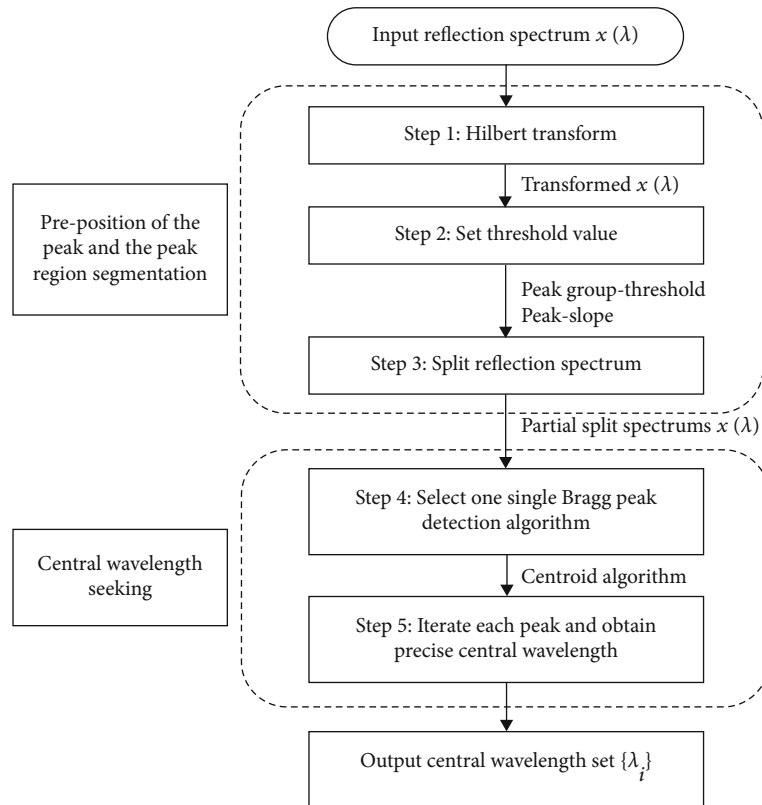 Input reflection spectrum x (λ)
Step 1: Hilbert transform
Transformed x (λ)
Pre-position of the
peak and the peak
region segmentation
Step 2: Set threshold value
Peak group-threshold
Peak-slope
Step 3: Split reflection spectrum
Partial split spectrums x (λ)
Step 4: Select one single Bragg peak
detection algorithm
Central wavelength
seeking
Centroid algorithm
Step 5: Iterate each peak and obtain
precise central wavelength
Output central wavelength set {λi}